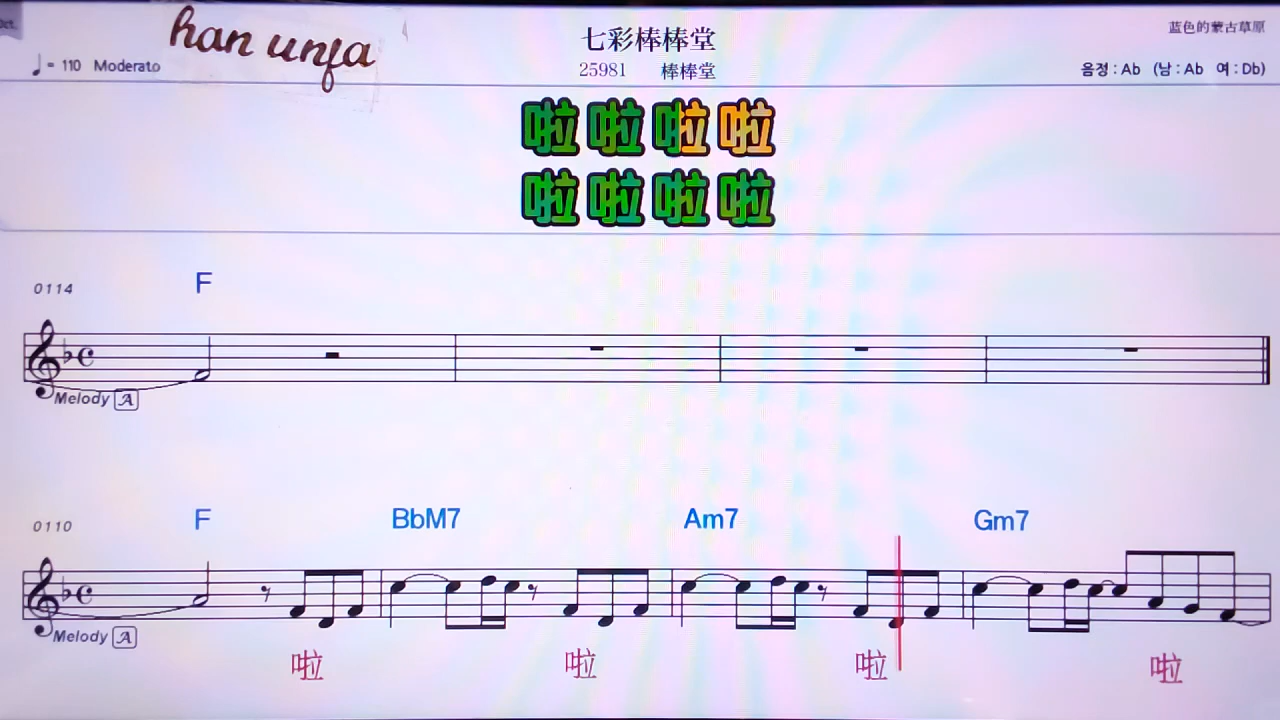 Oct.
han unfa
七彩棒棒堂
蓝色的蒙古草原
= 110 Moderato
25981 棒棒堂
음정 : Ab (남 : Ab 여 : Db)
啦啦啦啦
啦啦啦啦
0114 F
Melody A
0110 F BbM7 Am7 Gm7
Melody A
啦 啦 啦 啦